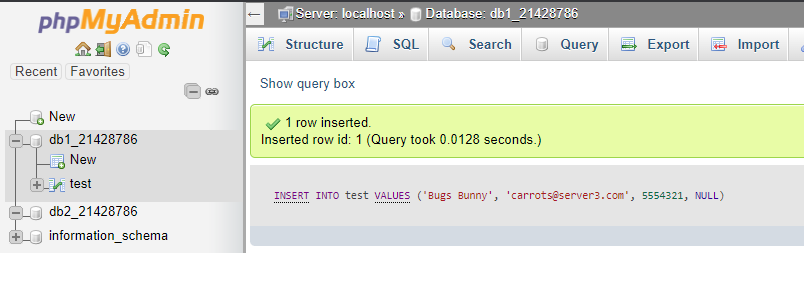 phpMyAdmin
Recent Favorites
New
db1_21428786
New
test
db2_21428786
information_schema
Server: localhost » Database: db1_21428786
Structure SQL Search Query Export Import
Show query box
1 row inserted.
Inserted row id: 1 (Query took 0.0128 seconds.)
INSERT INTO test VALUES ('Bugs Bunny', 'carrots@server3.com', 5554321, NULL)